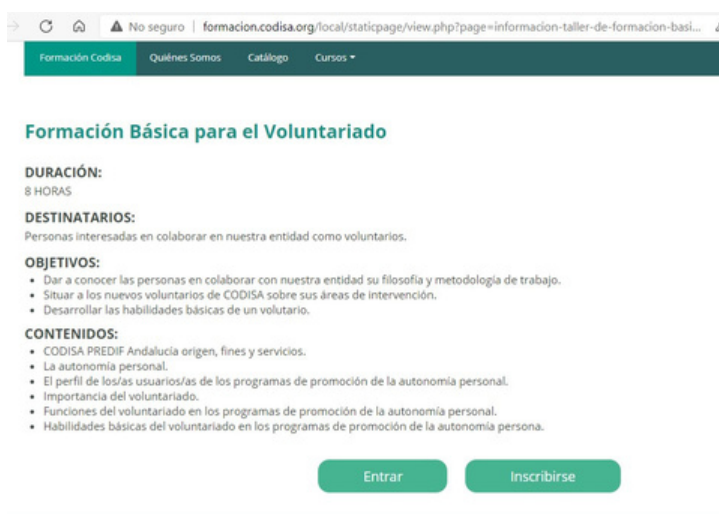 No seguro | formacion.codisa.org/local/staticpage/view.php?page=informacion-taller-de-formacion-basi...
Formación Codisa Quiénes Somos Catálogo Cursos
Formación Básica para el Voluntariado
DURACIÓN:
8 HORAS
DESTINATARIOS:
Personas interesadas en colaborar en nuestra entidad como voluntarios.
OBJETIVOS:
• Dar a conocer las personas en colaborar con nuestra entidad su filosofía y metodología de trabajo.
• Situar a los nuevos voluntarios de CODISA sobre sus áreas de intervención.
• Desarrollar las habilidades básicas de un volutario.
CONTENIDOS:
• CODISA PREDIF Andalucía origen, fines y servicios.
• La autonomía personal.
• El perfil de los/as usuarios/as de los programas de promoción de la autonomía personal.
• Importancia del voluntariado.
• Funciones del voluntariado en los programas de promoción de la autonomía personal.
• Habilidades básicas del voluntariado en los programas de promoción de la autonomía persona.
Entrar Inscribirse